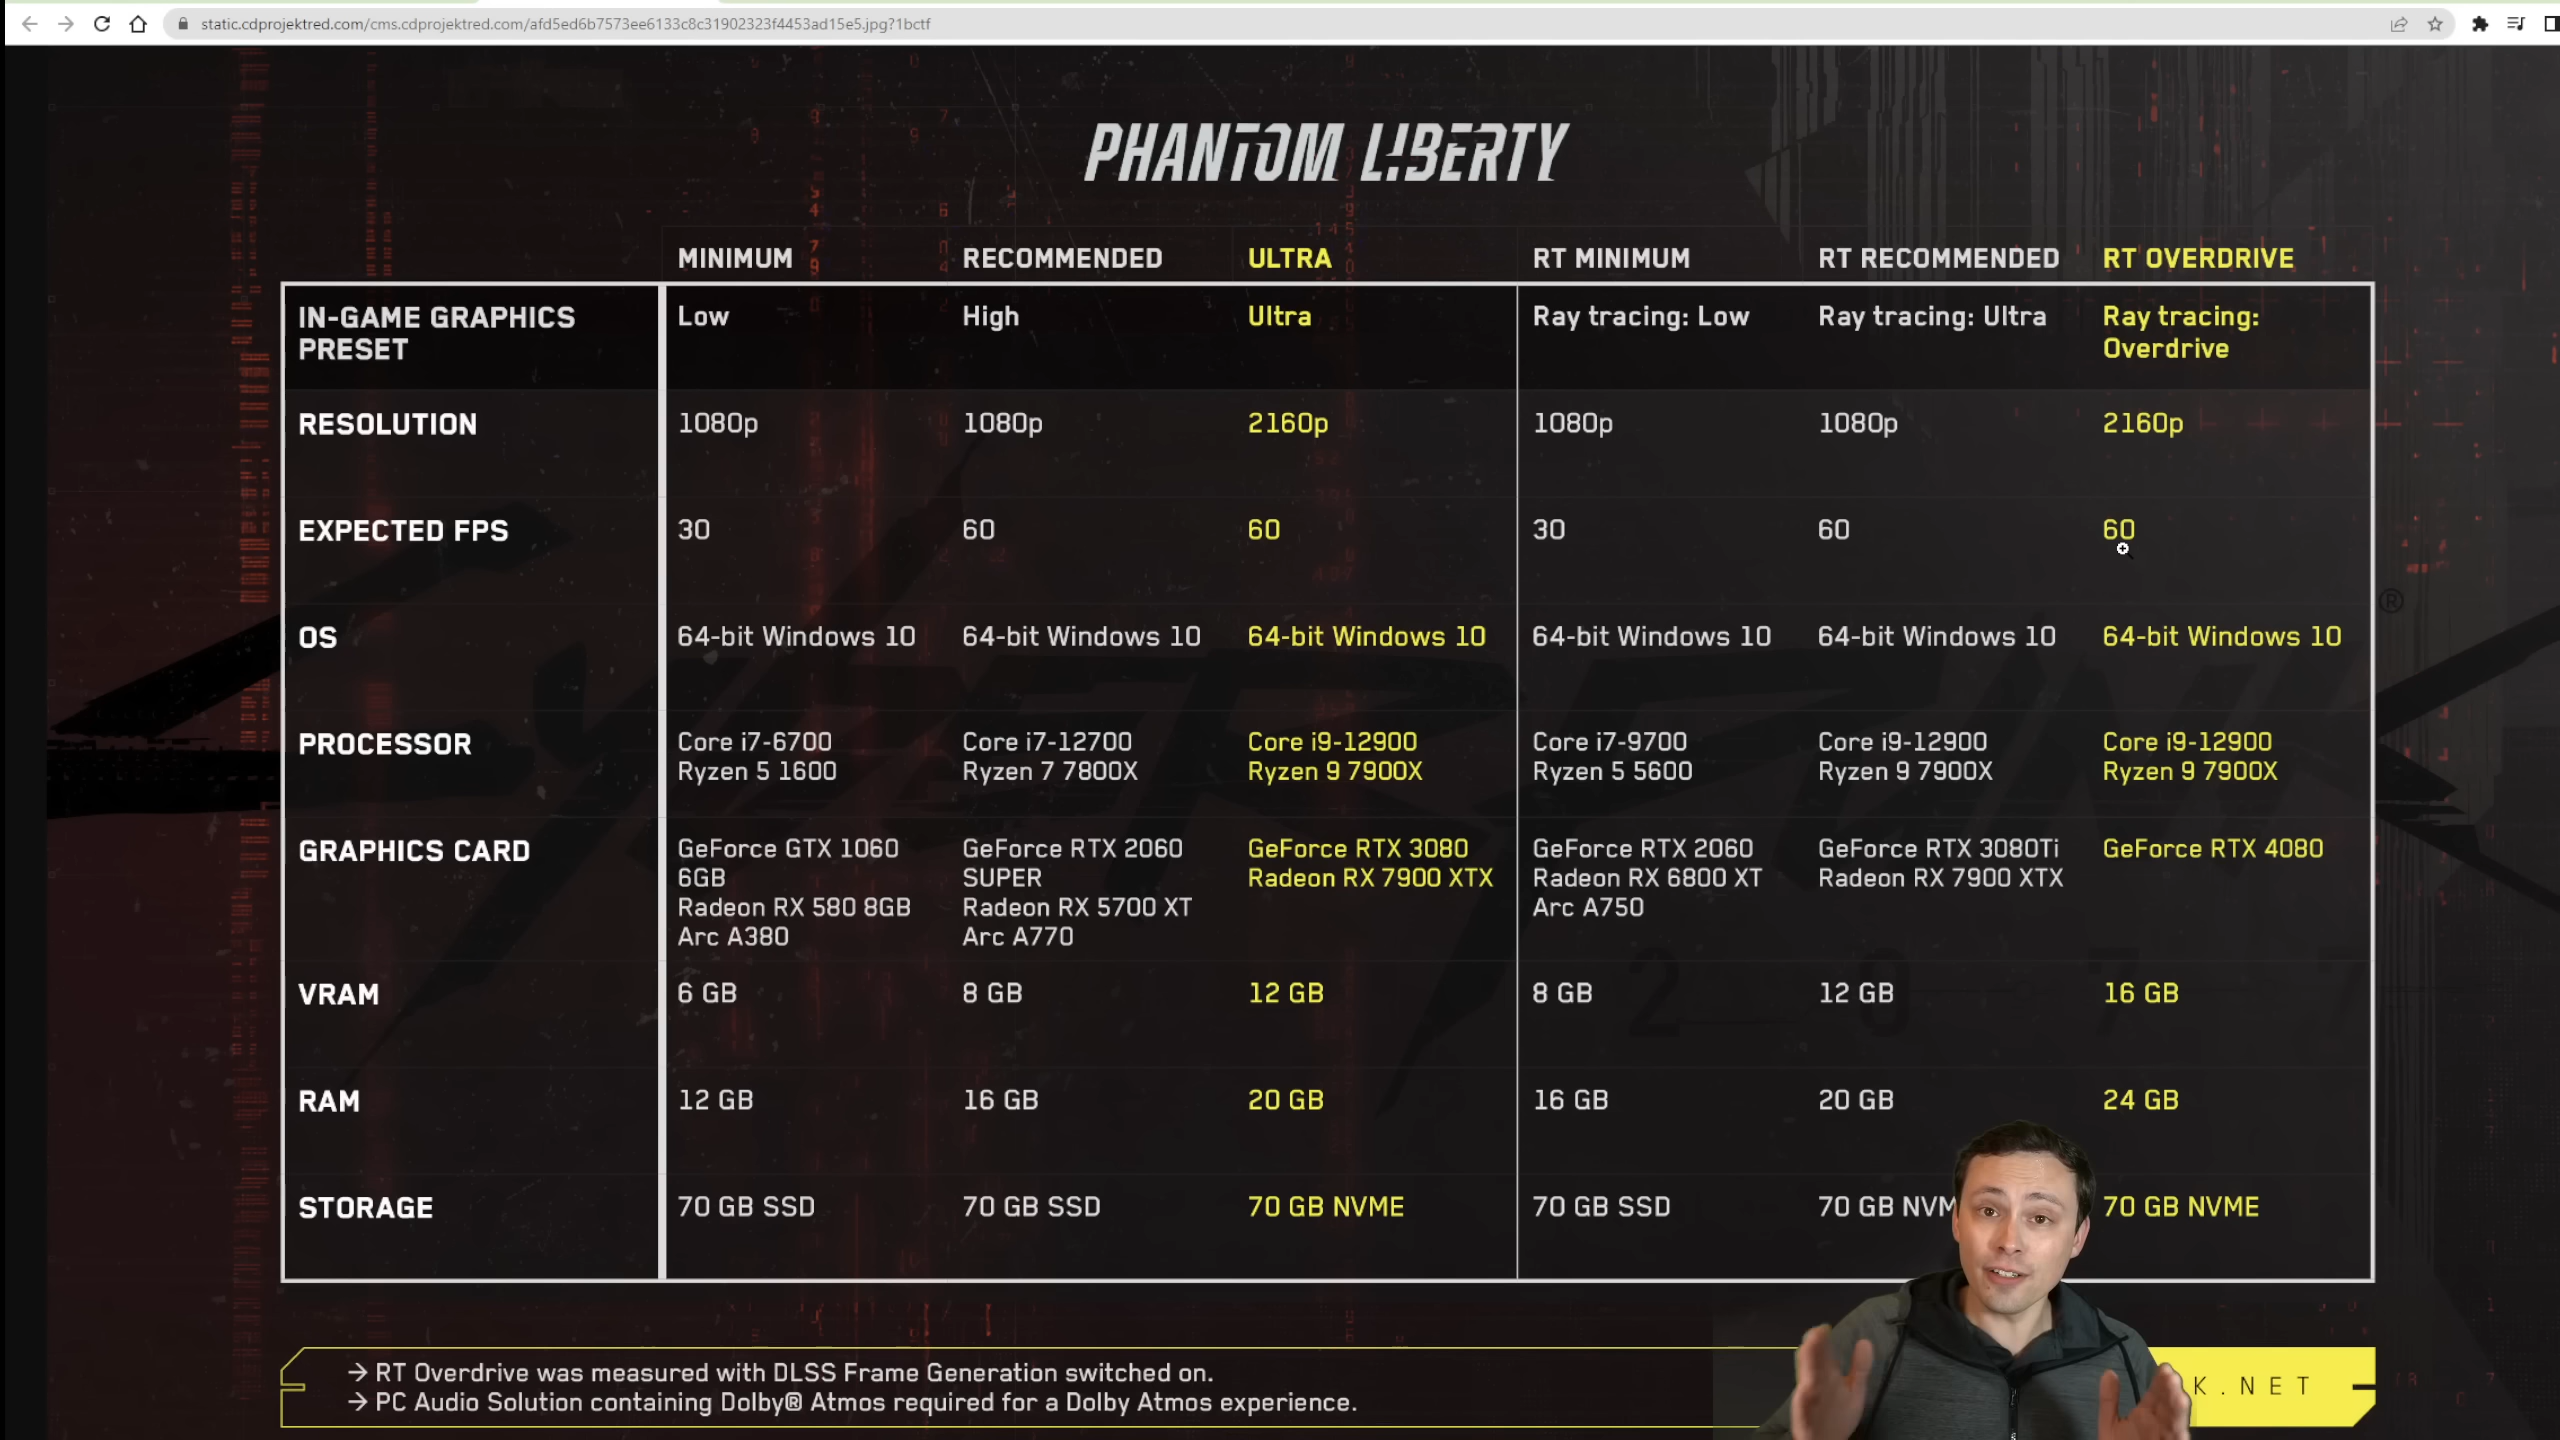 static.cdprojektred.com/cms.cdprojektred.com/afd5ed6b7573ee6133c8c31902323f4453ad15e5.jpg?1bctf
PHANTOM L!BERTY
MINIMUM RECOMMENDED ULTRA RT MINIMUM RT RECOMMENDED RT OVERDRIVE
IN-GAME GRAPHICS PRESET Low High Ultra Ray tracing: Low Ray tracing: Ultra Ray tracing: Overdrive
RESOLUTION 1080p 1080p 2160p 1080p 1080p 2160p
EXPECTED FPS 30 60 60 30 60 60
OS 64-bit Windows 10 64-bit Windows 10 64-bit Windows 10 64-bit Windows 10 64-bit Windows 10 64-bit Windows 10
PROCESSOR Core i7-6700 Core i7-12700 Core i9-12900 Core i7-9700 Core i9-12900 Core i9-12900
Ryzen 5 1600 Ryzen 7 7800X Ryzen 9 7900X Ryzen 5 5600 Ryzen 9 7900X Ryzen 9 7900X
GRAPHICS CARD GeForce GTX 1060 GeForce RTX 2060 GeForce RTX 3080 GeForce RTX 2060 GeForce RTX 3080Ti GeForce RTX 4080
6GB SUPER Radeon RX 7900 XTX Radeon RX 6800 XT Radeon RX 7900 XTX
Radeon RX 580 8GB Radeon RX 5700 XT Arc A750
Arc A380 Arc A770
VRAM 6 GB 8 GB 12 GB 8 GB 12 GB 16 GB
RAM 12 GB 16 GB 20 GB 16 GB 20 GB 24 GB
STORAGE 70 GB SSD 70 GB SSD 70 GB NVME 70 GB SSD 70 GB NVM 70 GB NVME
→ RT Overdrive was measured with DLSS Frame Generation switched on.
→ PC Audio Solution containing Dolby® Atmos required for a Dolby Atmos experience.
K.NET